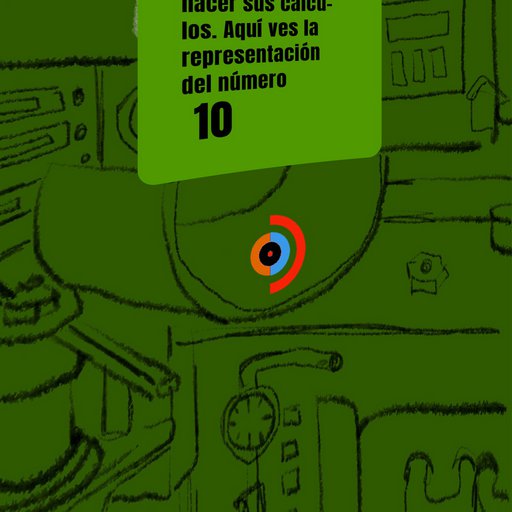 hacer sus cálcu-
los. Aquí ves la
representación
del número
10